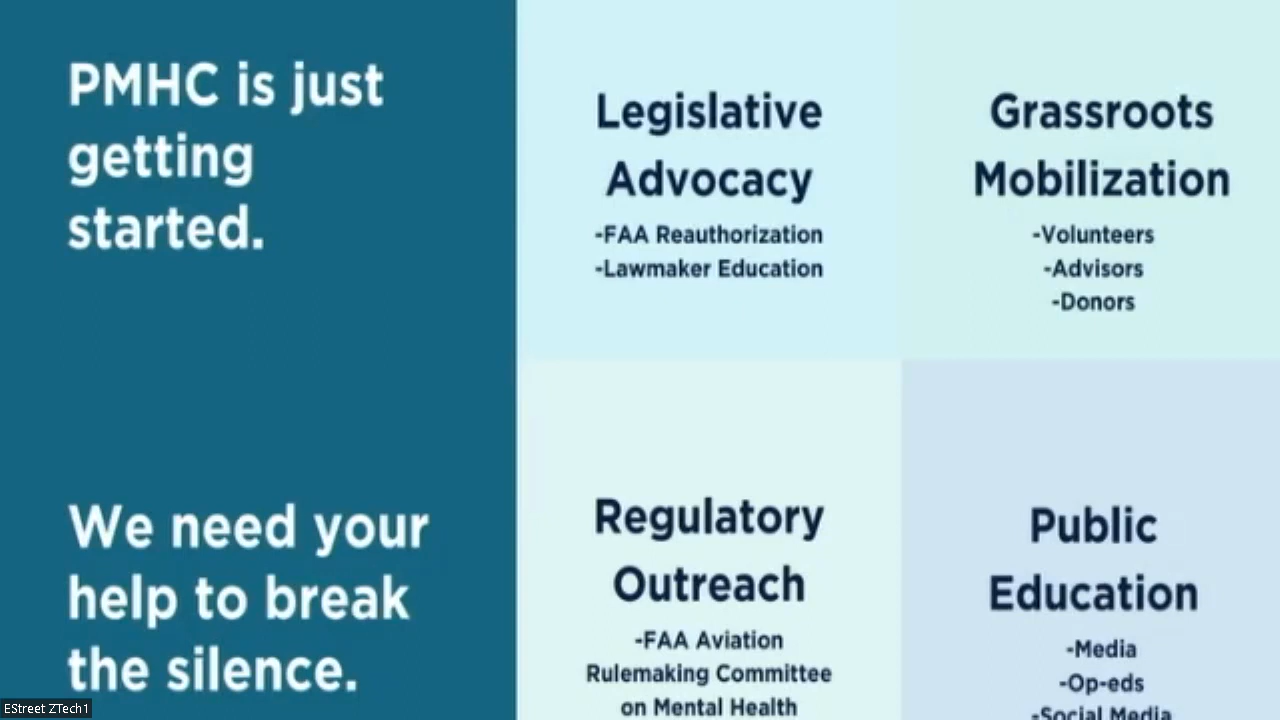 PMHC is just
getting
started.
We need your
help to break
the silence.
Legislative
Advocacy
-FAA Reauthorization
-Lawmaker Education
Grassroots
Mobilization
-Volunteers
-Advisors
-Donors
Regulatory
Outreach
-FAA Aviation
Rulemaking Committee
on Mental Health
Public
Education
-Media
-Op-eds
-Social Media
EStreet ZTech1